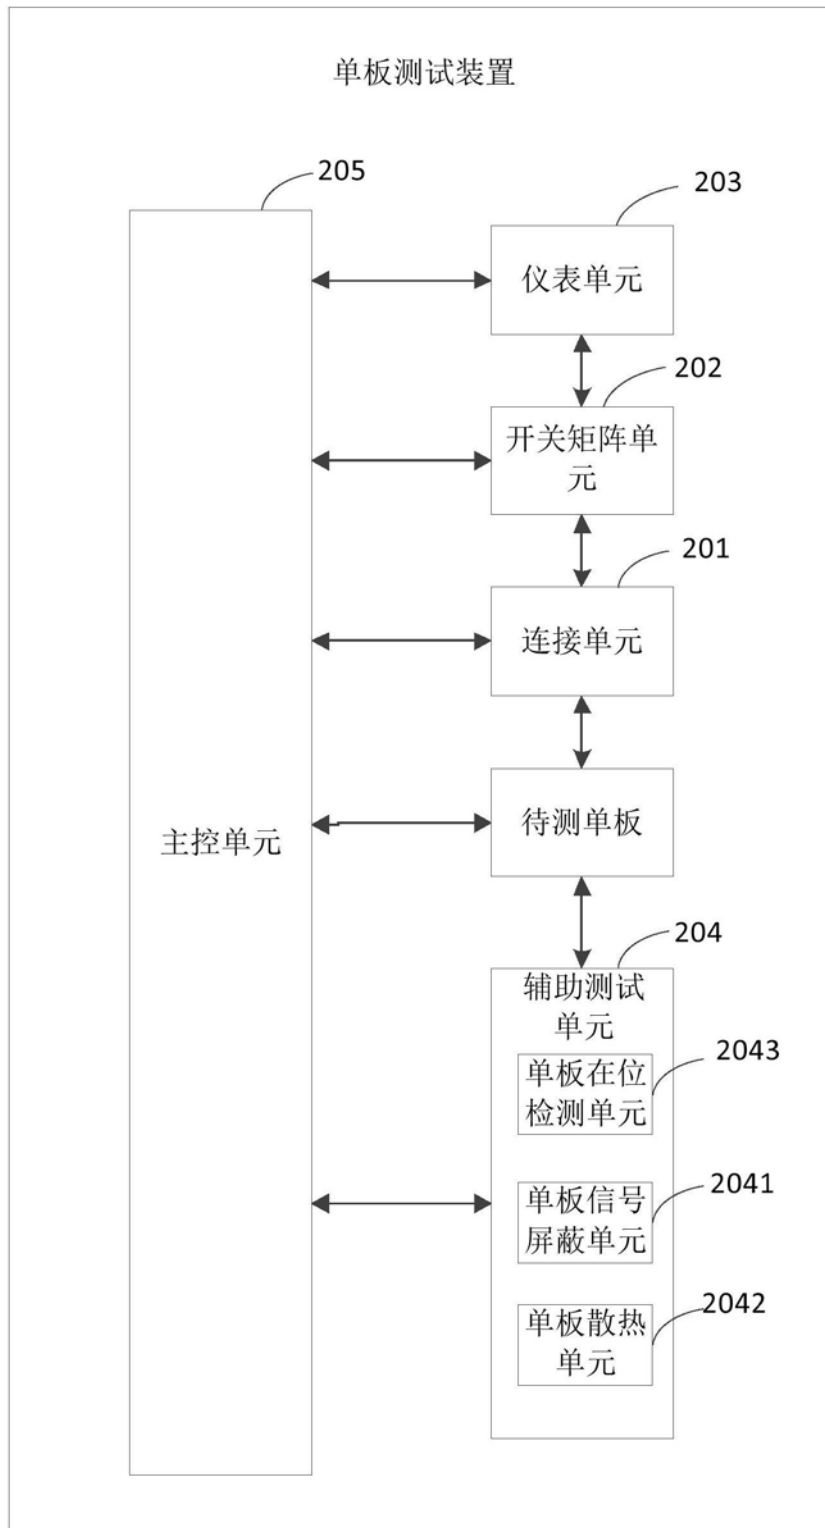 单板测试装置
205
203
仪表单元
202
开关矩阵单
元
201
连接单元
主控单元
待测单板
204
辅助测试
单元
2043
单板在位
检测单元
2041
单板信号
屏蔽单元
2042
单板散热
单元